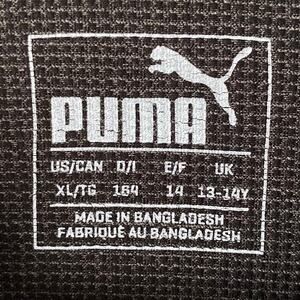 PUMA
US/CAN D/I E/F UK
XL/TG 164 14 13-14Y
MADE IN BANGLADESH
FABRIQUÉ AU BANGLADESH